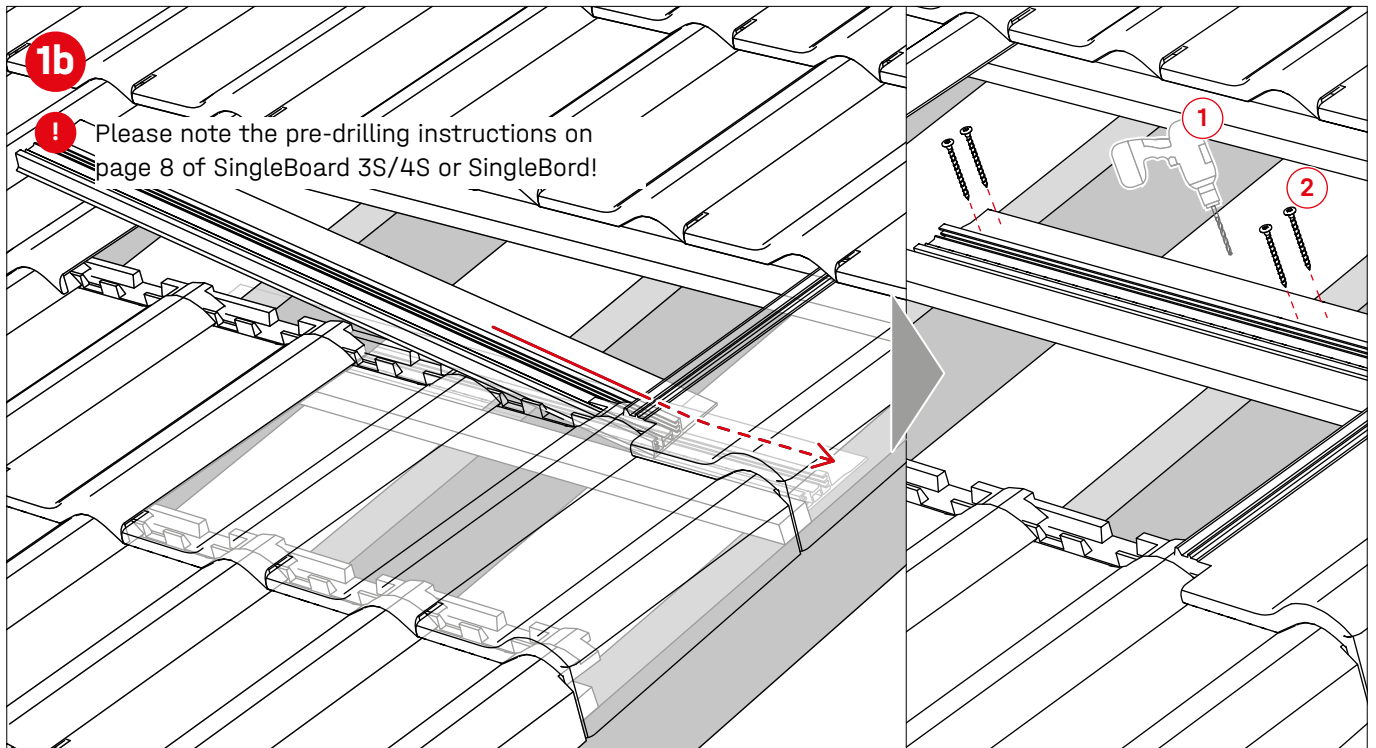 1b
! Please note the pre-drilling instructions on
page 8 of SingleBoard 3S/4S or SingleBord!
1
2